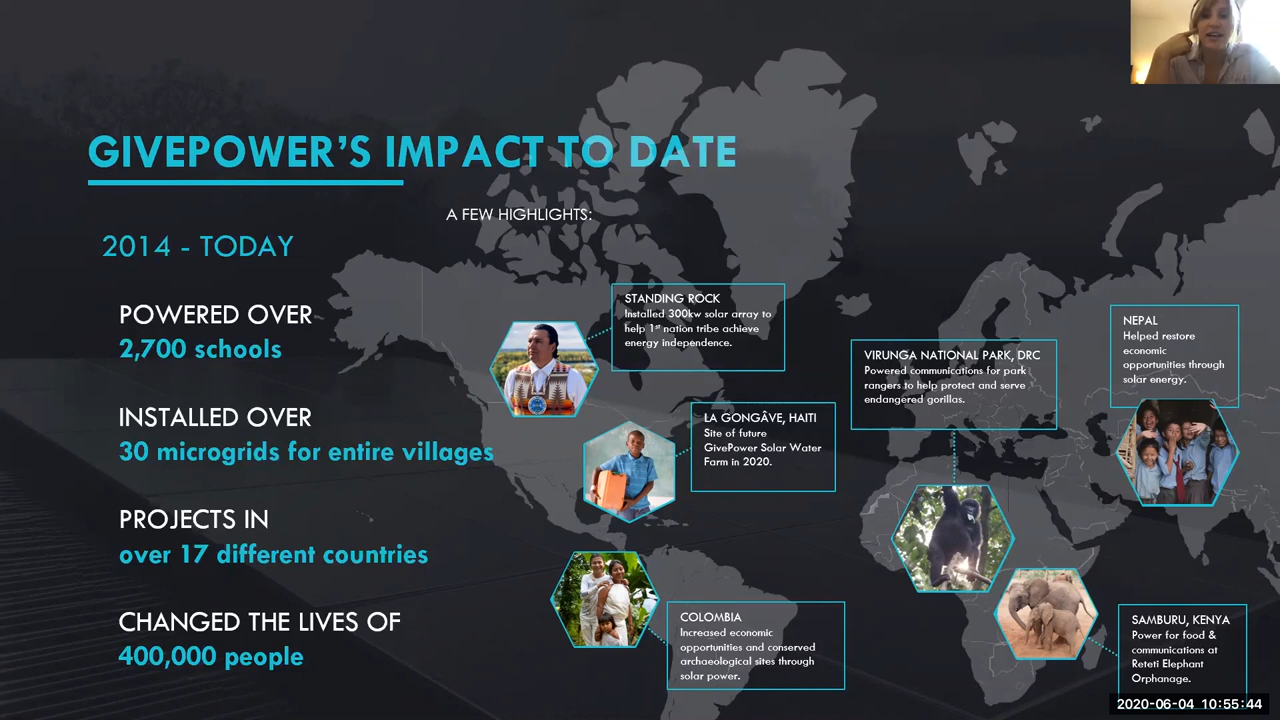 GIVEPOWER'S IMPACT TO DATE
A FEW HIGHLIGHTS:
2014 - TODAY
POWERED OVER
2,700 schools
INSTALLED OVER
30 microgrids for entire villages
PROJECTS IN
over 17 different countries
CHANGED THE LIVES OF
400,000 people
STANDING ROCK
Installed 300kw solar array to
help 1st nation tribe achieve
energy independence.
LA GONGÂVE, HAITI
Site of future
GivePower Solar Water
Farm in 2020.
COLOMBIA
Increased economic
opportunities and conserved
archaeological sites through
solar power.
VIRUNGA NATIONAL PARK, DRC
Powered communications for park
rangers to help protect and serve
endangered gorillas.
NEPAL
Helped restore
economic
opportunities through
solar energy.
SAMBURU, KENYA
Power for food &
communications at
Reteti Elephant
Orphanage.
2020-06-04 10:55:44